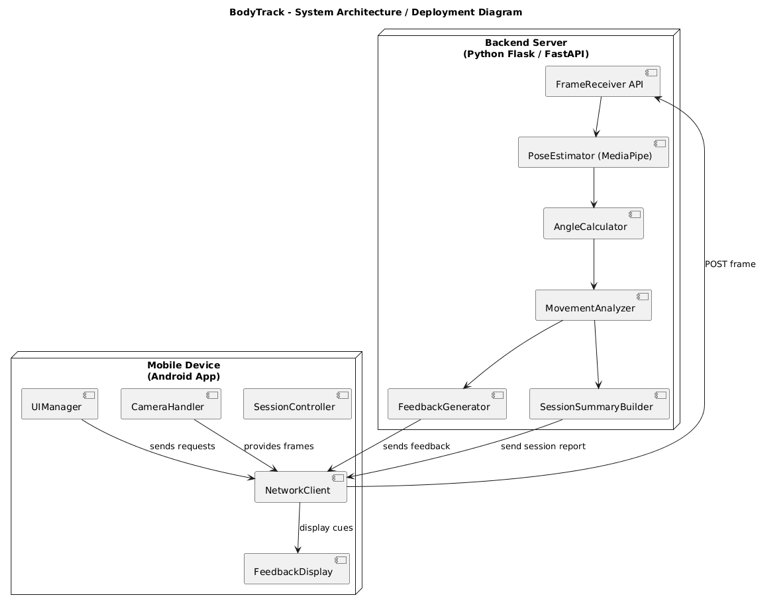 BodyTrack - System Architecture / Deployment Diagram
Backend Server
(Python Flask / FastAPI)
FrameReceiver API
PoseEstimator (MediaPipe)
AngleCalculator
POST frame
MovementAnalyzer
Mobile Device
(Android App)
UIManager
CameraHandler
SessionController
FeedbackGenerator
SessionSummaryBuilder
sends requests
provides frames
sends feedback
send session report
NetworkClient
display cues
FeedbackDisplay